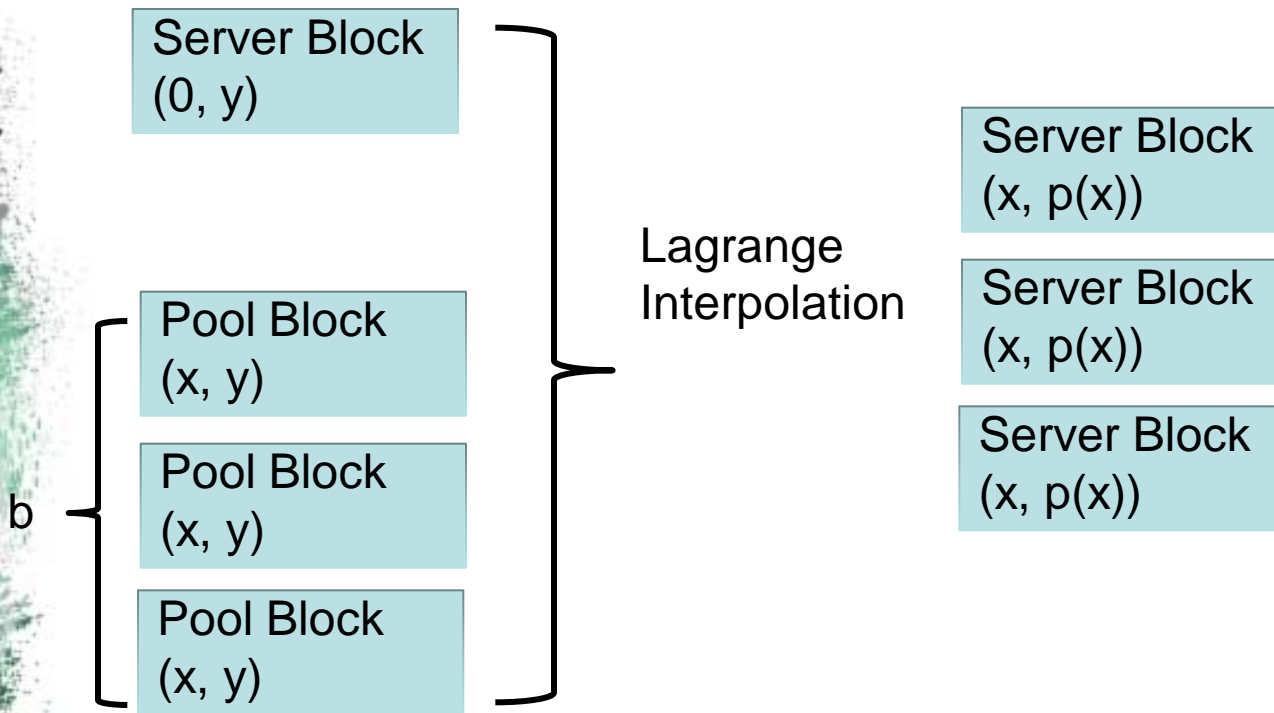 Server Block
(0, y)
Pool Block
(x, y)
Pool Block
(x, y)
Pool Block
(x, y)
b
Lagrange
Interpolation
Server Block
(x, p(x))
Server Block
(x, p(x))
Server Block
(x, p(x))